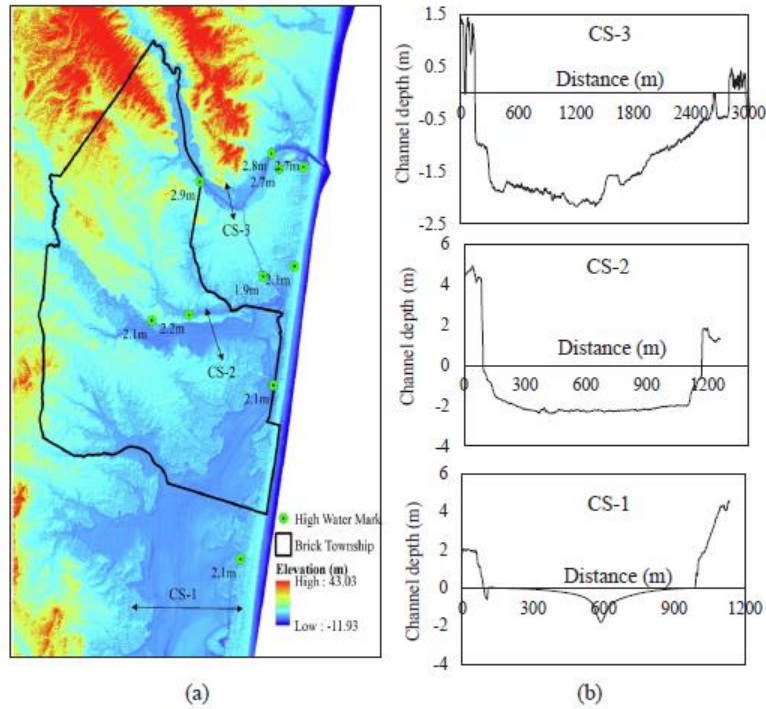 2.8m 2.7m
2.7m
2.9m
CS-3
1.9m 2.1m
2.1m 2.2m
CS-2
2.1m
High Water Mark
Brick Township
Elevation (m)
High : 43.03
Low : -11.93
2.1m
CS-1
(a)
CS-3
Channel depth (m)
Distance (m)
1.5
0.5
-0.5
-1.5
-2.5
0 600 1200 1800 2400 3000
CS-2
Channel depth (m)
Distance (m)
6
4
2
0
-2
-4
0 300 600 900 1200
CS-1
Channel depth (m)
Distance (m)
6
4
2
0
-2
-4
0 300 600 900 1200
(b)